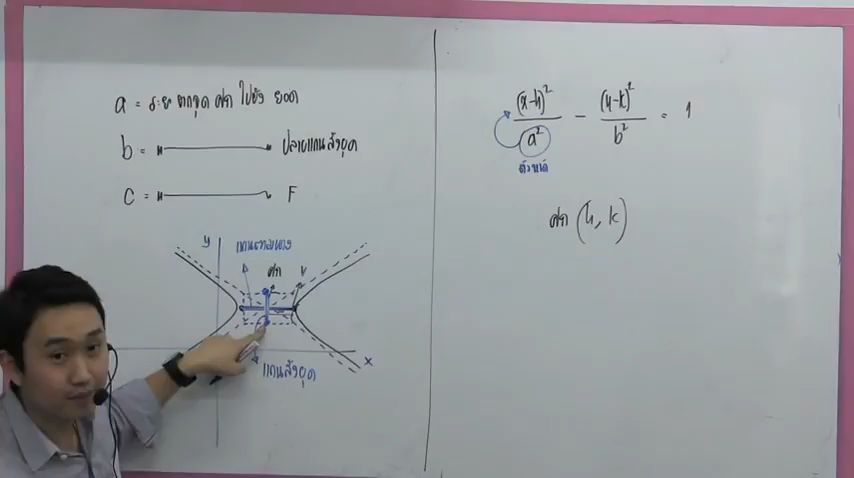 a = ระยะจากจุด ศก ไปยัง ยอด
b = " ——— ปลายแกนสังยุค
c = " ——— F
y
แกนตามขวาง
ศก
V
x
แกนสังยุค
(x-h)²/a² - (y-k)²/b² = 1
ตัวหน้า
ศก (h, k)